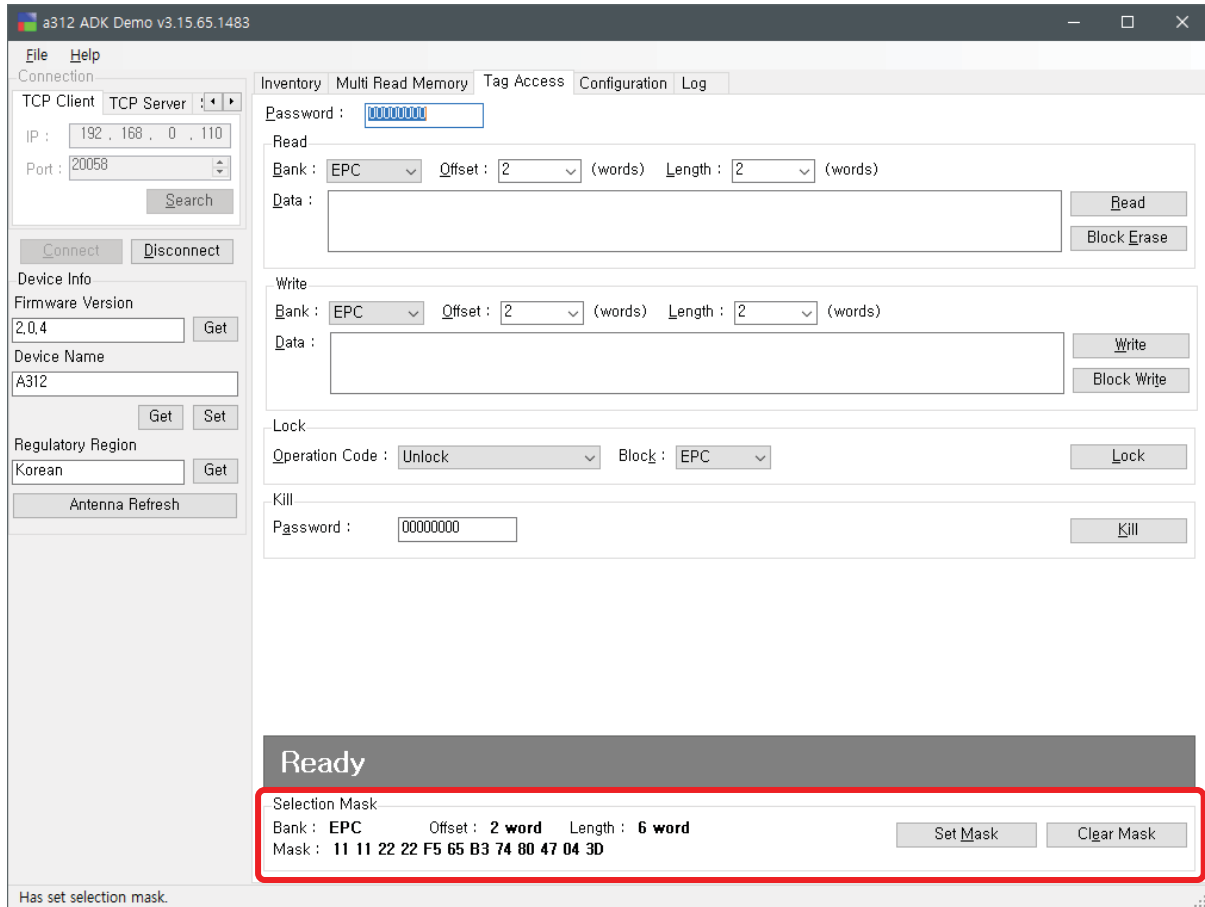 a312 ADK Demo v3.15.65.1483
File Help
Connection
TCP Client TCP Server
IP : 192 . 168 . 0 . 110
Port : 20058
Search
Connect Disconnect
Device Info
Firmware Version
2,0,4 Get
Device Name
A312
Get Set
Regulatory Region
Korean Get
Antenna Refresh
Inventory Multi Read Memory Tag Access Configuration Log
Password : 00000000
Read
Bank : EPC Offset : 2 (words) Length : 2 (words)
Data :
Read
Block Erase
Write
Bank : EPC Offset : 2 (words) Length : 2 (words)
Data :
Write
Block Write
Lock
Operation Code : Unlock Block : EPC Lock
Kill
Password : 00000000 Kill
Ready
Selection Mask
Bank : EPC Offset : 2 word Length : 6 word
Mask : 11 11 22 22 F5 65 B3 74 80 47 04 3D
Set Mask Clear Mask
Has set selection mask.